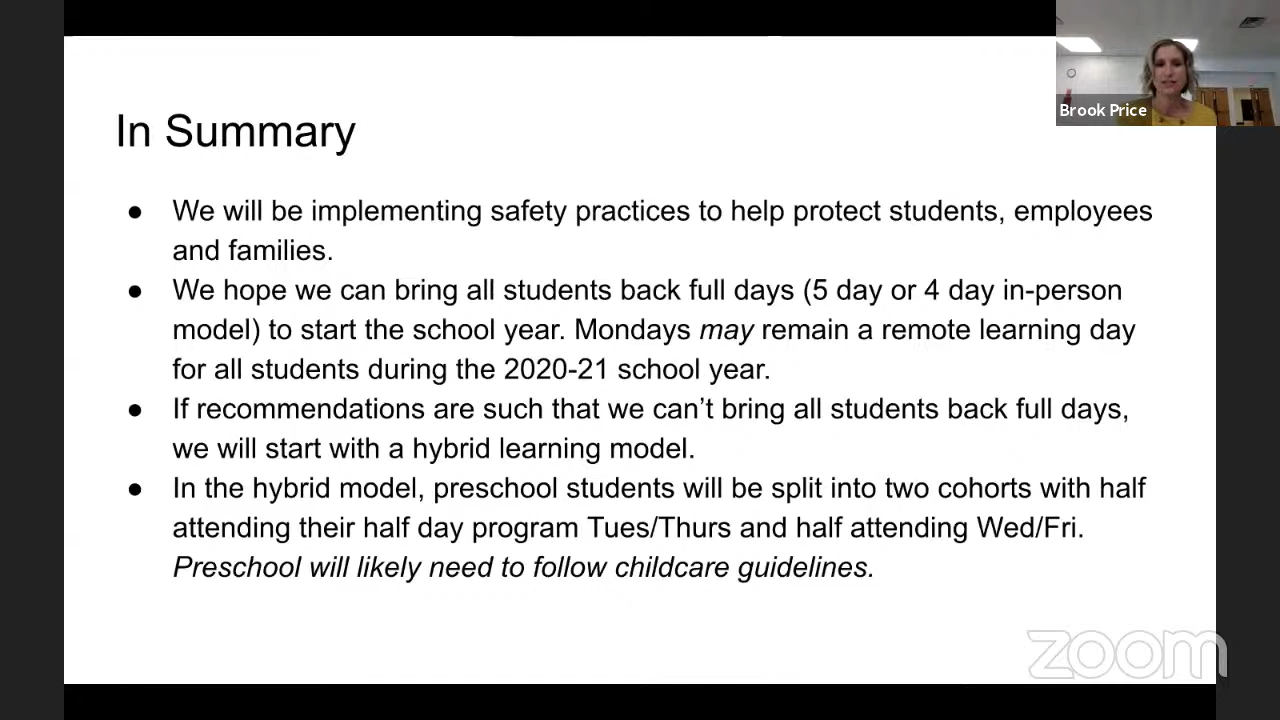 Brook Price
In Summary
● We will be implementing safety practices to help protect students, employees
and families.
● We hope we can bring all students back full days (5 day or 4 day in-person
model) to start the school year. Mondays may remain a remote learning day
for all students during the 2020-21 school year.
● If recommendations are such that we can’t bring all students back full days,
we will start with a hybrid learning model.
● In the hybrid model, preschool students will be split into two cohorts with half
attending their half day program Tues/Thurs and half attending Wed/Fri.
Preschool will likely need to follow childcare guidelines.
zoom